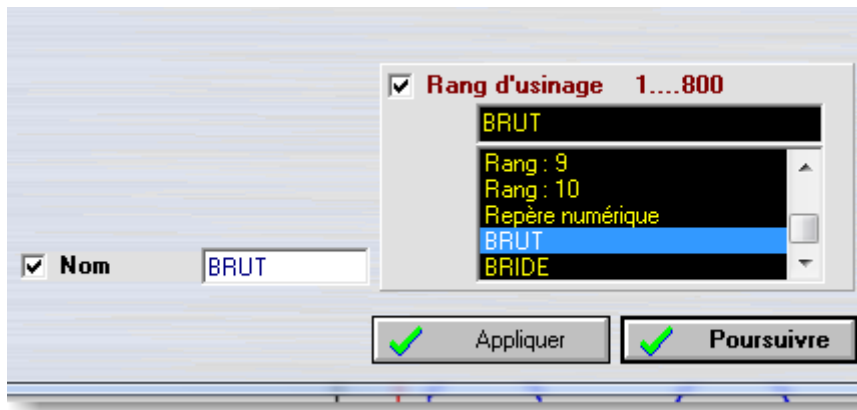 Rang d'usinage 1....800
BRUT
Rang : 9
Rang : 10
Repère numérique
BRUT
BRIDE
Nom BRUT
Appliquer Poursuivre